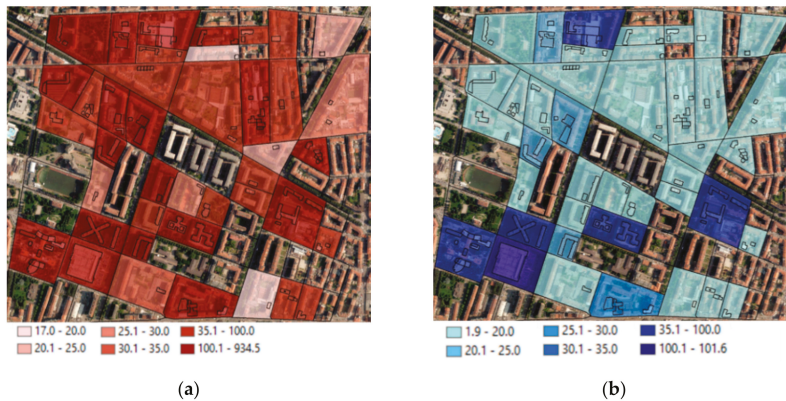 17.0 - 20.0 25.1 - 30.0 35.1 - 100.0
20.1 - 25.0 30.1 - 35.0 100.1 - 934.5
(a)
1.9 - 20.0 25.1 - 30.0 35.1 - 100.0
20.1 - 25.0 30.1 - 35.0 100.1 - 101.6
(b)